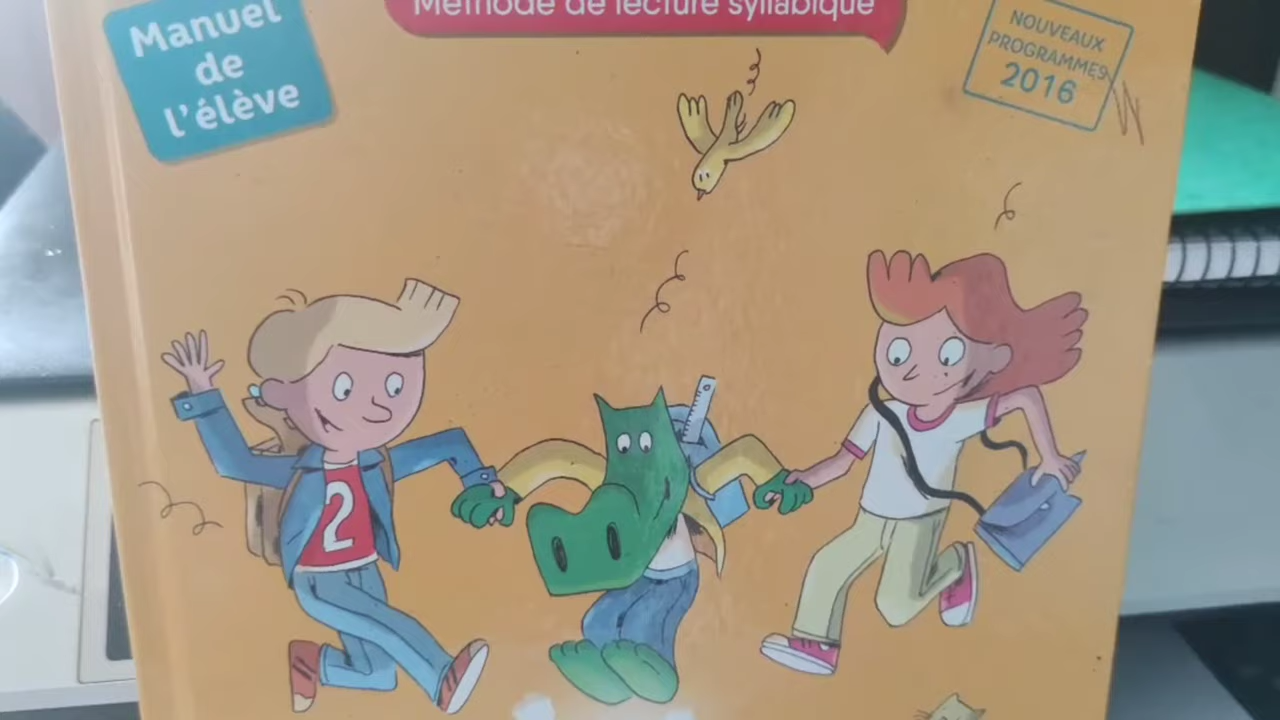 Méthode de lecture syllabique
Manuel
de
l'élève
NOUVEAUX
PROGRAMMES
2016
2